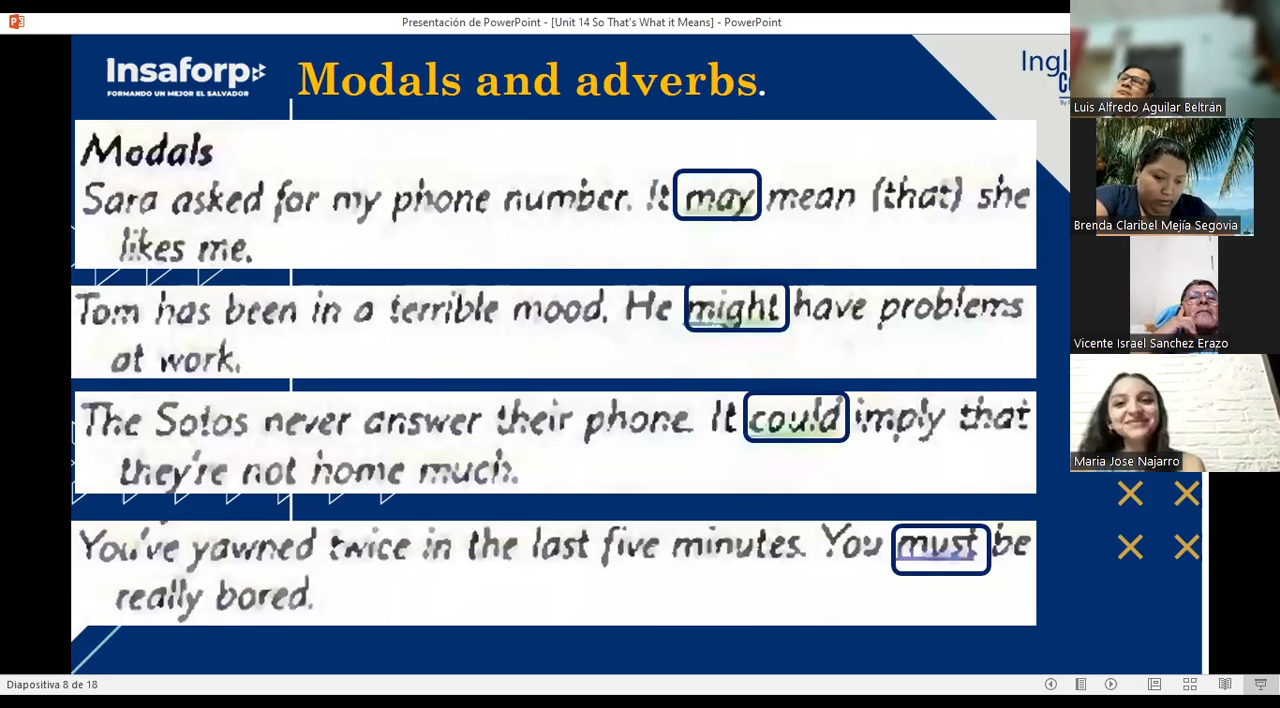 Presentación de PowerPoint - [Unit 14 So That's What it Means] - PowerPoint
Insaforp
FORMANDO UN MEJOR EL SALVADOR
Modals and adverbs.
Modals
Sara asked for my phone number. It may mean (that) she
likes me.
Tom has been in a terrible mood. He might have problems
at work.
The Sotos never answer their phone. It could imply that
they're not home much.
You've yawned twice in the last five minutes. You must be
really bored.
Luis Alfredo Aguilar Beltrán
Brenda Claribel Mejía Segovia
Vicente Israel Sanchez Erazo
Maria Jose Najarro
Diapositiva 8 de 18